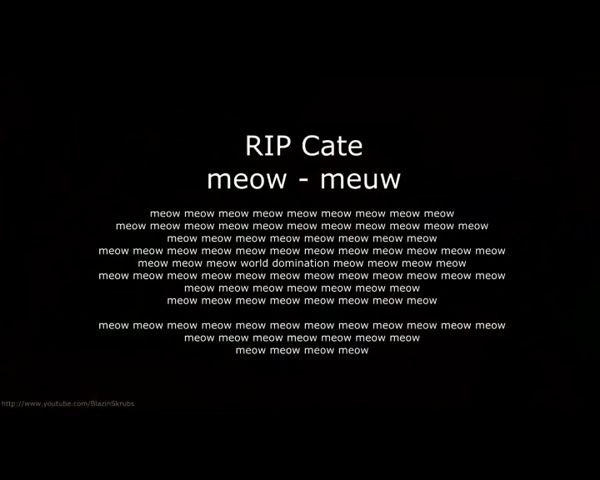 RIP Cate
meow - meuw
meow meow meow meow meow meow meow meow meow
meow meow meow meow meow meow meow meow meow meow meow
meow meow meow meow meow meow meow meow
meow meow meow meow meow meow meow meow meow meow meow meow
meow meow meow world domination meow meow meow meow
meow meow meow meow meow meow meow meow meow meow meow meow
meow meow meow meow meow meow meow
meow meow meow meow meow meow meow meow
meow meow meow meow meow meow meow meow meow meow meow meow
meow meow meow meow meow meow meow
meow meow meow meow
http://www.youtube.com/BlazinSkrubs